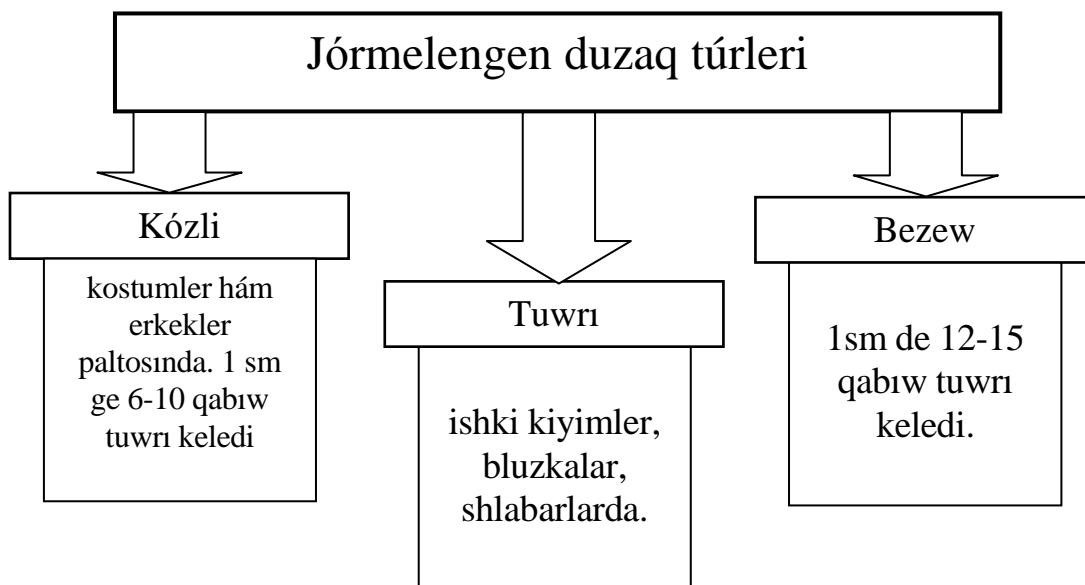 Jórmelengen duzaq túrleri
Kózli
kostumler hám
erkekler
paltosında. 1 sm
ge 6-10 qabıw
tuwrı keledi
Tuwrı
ishki kiyimler,
bluzkalar,
shlabarlarda.
Bezew
1sm de 12-15
qabıw tuwrı
keledi.